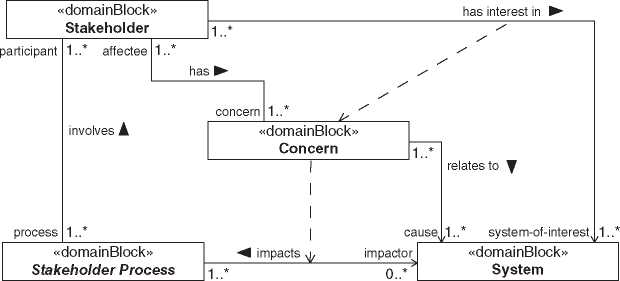 «domainBlock»
Stakeholder
has interest in
participant
1..*
affectee
1..*
1..*
has
concern
1..*
«domainBlock»
Concern
involves
1..*
relates to
process
1..*
cause
1..*
system-of-interest
1..*
«domainBlock»
Stakeholder Process
impacts
impactor
1..*
0..*
«domainBlock»
System